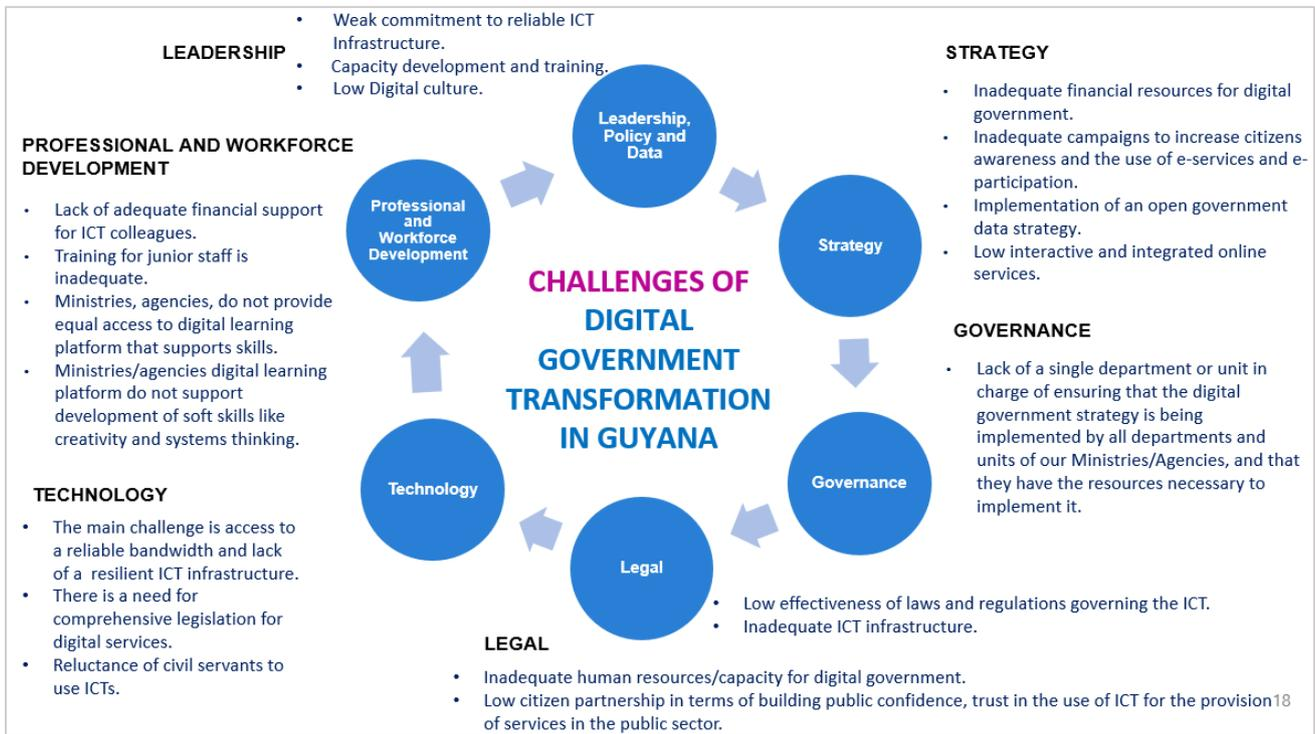 LEADERSHIP
• Weak commitment to reliable ICT
Infrastructure.
• Capacity development and training.
• Low Digital culture.
STRATEGY
• Inadequate financial resources for digital
government.
• Inadequate campaigns to increase citizens
awareness and the use of e-services and e-
participation.
• Implementation of an open government
data strategy.
• Low interactive and integrated online
services.
PROFESSIONAL AND WORKFORCE
DEVELOPMENT
• Lack of adequate financial support
for ICT colleagues.
• Training for junior staff is
inadequate.
• Ministries, agencies, do not provide
equal access to digital learning
platform that supports skills.
• Ministries/agencies digital learning
platform do not support
development of soft skills like
creativity and systems thinking.
Leadership,
Policy and
Data
Professional
and
Workforce
Development
Strategy
CHALLENGES OF
DIGITAL
GOVERNMENT
TRANSFORMATION
IN GUYANA
Technology
Governance
Legal
GOVERNANCE
• Lack of a single department or unit in
charge of ensuring that the digital
government strategy is being
implemented by all departments and
units of our Ministries/Agencies, and that
they have the resources necessary to
implement it.
TECHNOLOGY
• The main challenge is access to
a reliable bandwidth and lack
of a resilient ICT infrastructure.
• There is a need for
comprehensive legislation for
digital services.
• Reluctance of civil servants to
use ICTs.
• Low effectiveness of laws and regulations governing the ICT.
• Inadequate ICT infrastructure.
LEGAL
• Inadequate human resources/capacity for digital government.
• Low citizen partnership in terms of building public confidence, trust in the use of ICT for the provision
of services in the public sector.
18